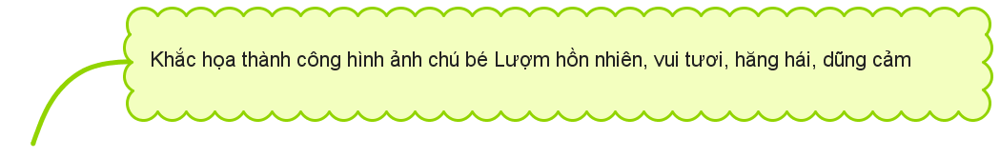 Khắc họa thành công hình ảnh chú bé Lượm hồn nhiên, vui tươi, hăng hái, dũng cảm